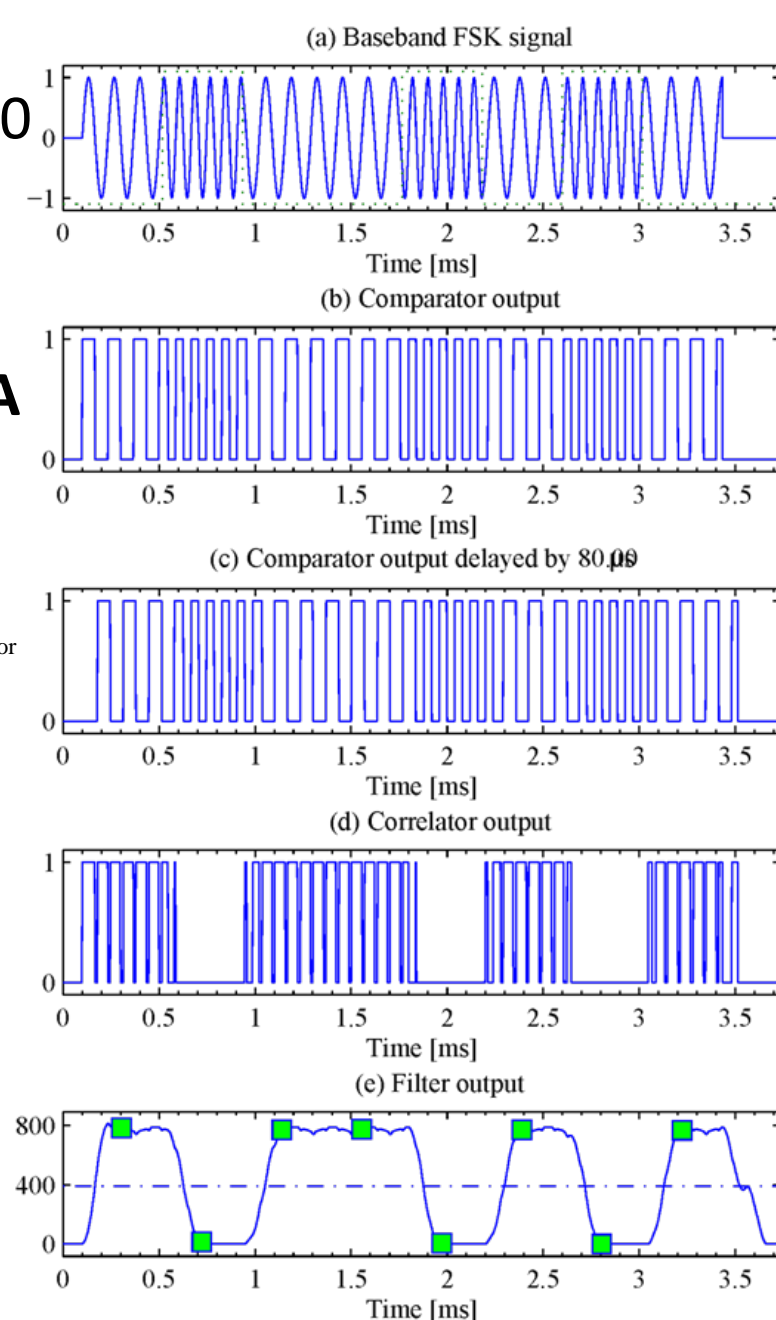 (a) Baseband FSK signal
1
0
0
−1
0 0.5 1 1.5 2 2.5 3 3.5
Time [ms]
(b) Comparator output
1
A
0
0 0.5 1 1.5 2 2.5 3 3.5
Time [ms]
(c) Comparator output delayed by 80.00
1
or
0
0 0.5 1 1.5 2 2.5 3 3.5
Time [ms]
(d) Correlator output
1
0
0 0.5 1 1.5 2 2.5 3 3.5
Time [ms]
(e) Filter output
800
400
0
0 0.5 1 1.5 2 2.5 3 3.5
Time [ms]